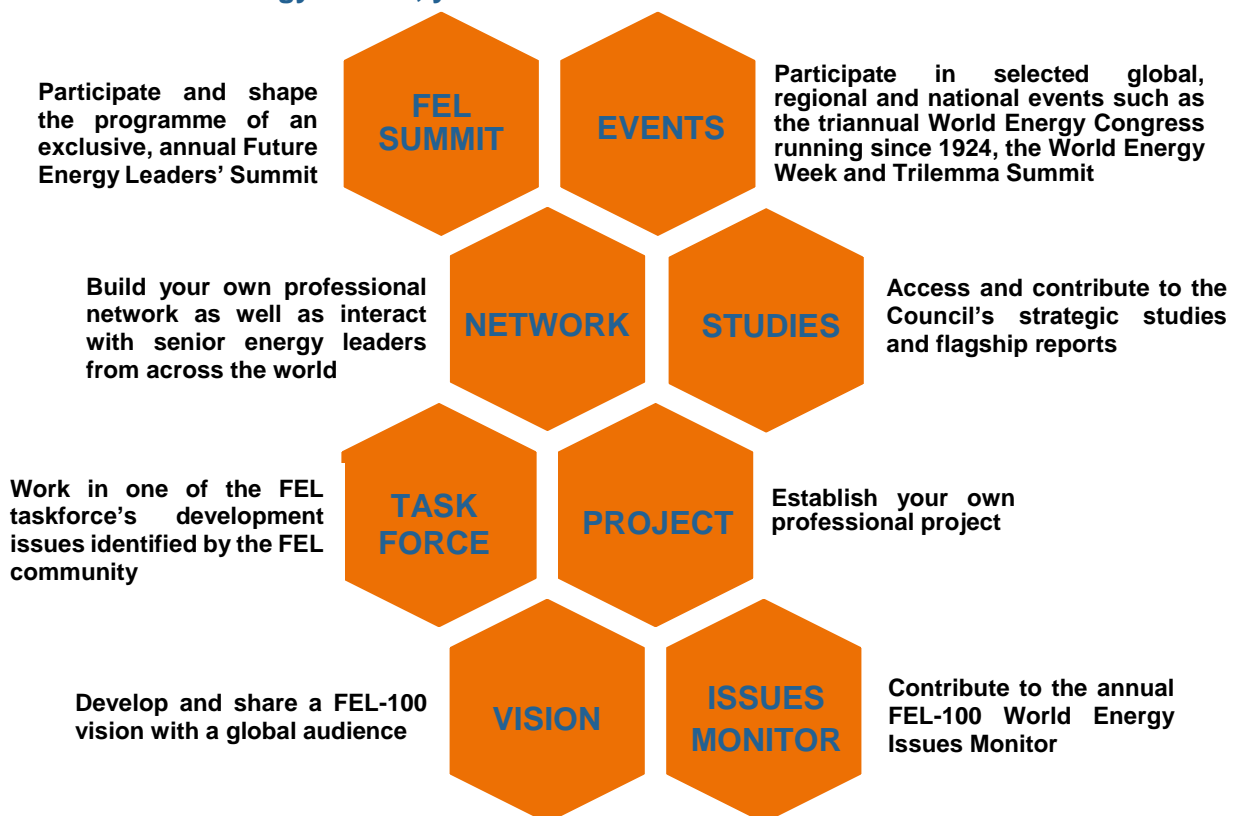 Participate and shape
the programme of an
exclusive, annual Future
Energy Leaders' Summit
FEL
SUMMIT
EVENTS
Participate in selected global,
regional and national events such as
the triannual World Energy Congress
running since 1924, the World Energy
Week and Trilemma Summit
Build your own professional
network as well as interact
with senior energy leaders
from across the world
NETWORK
STUDIES
Access and contribute to the
Council's strategic studies
and flagship reports
Work in one of the FEL
taskforce's development
issues identified by the FEL
community
TASK
FORCE
PROJECT
Establish your own
professional project
Develop and share a FEL-100
vision with a global audience
VISION
ISSUES
MONITOR
Contribute to the annual
FEL-100 World Energy
Issues Monitor